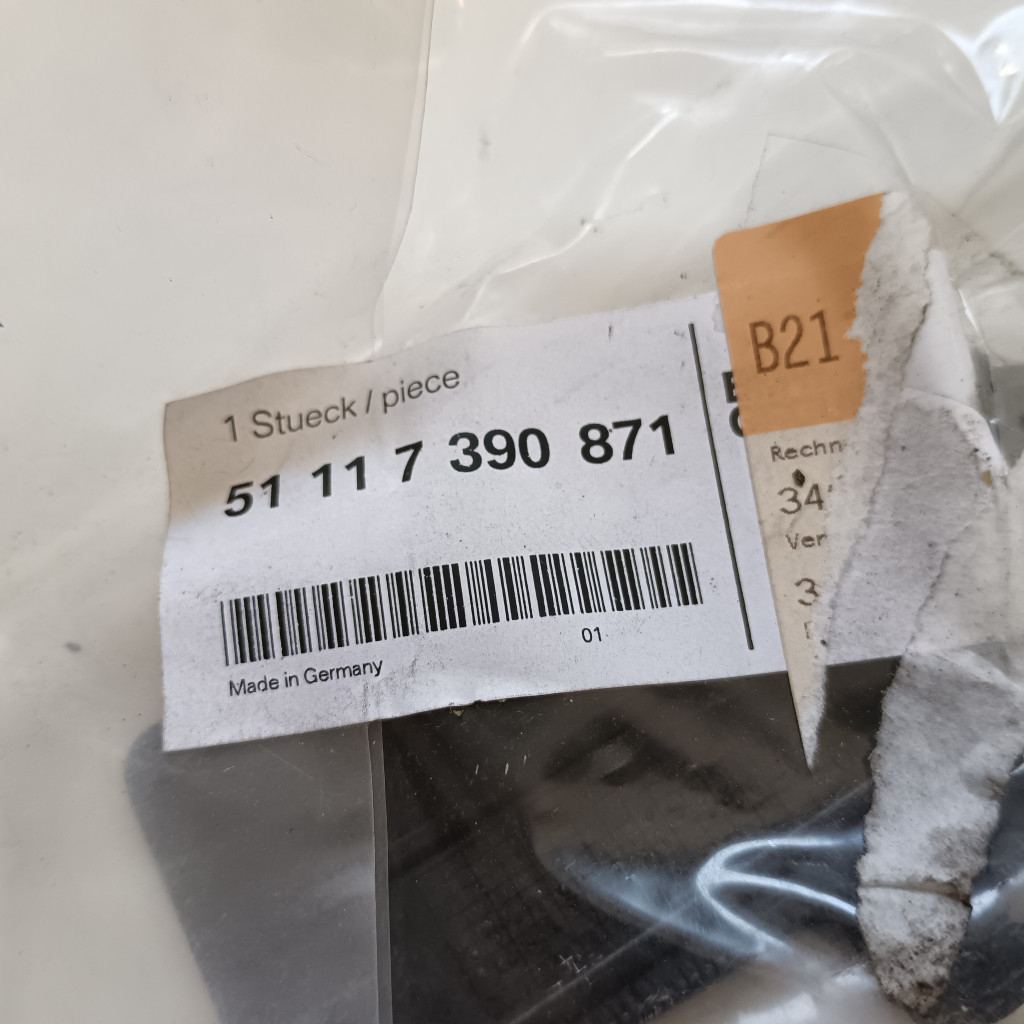 1 Stueck / piece
51 11 7 390 871
01
Made in Germany
B21
Rechn
34
Ver
3